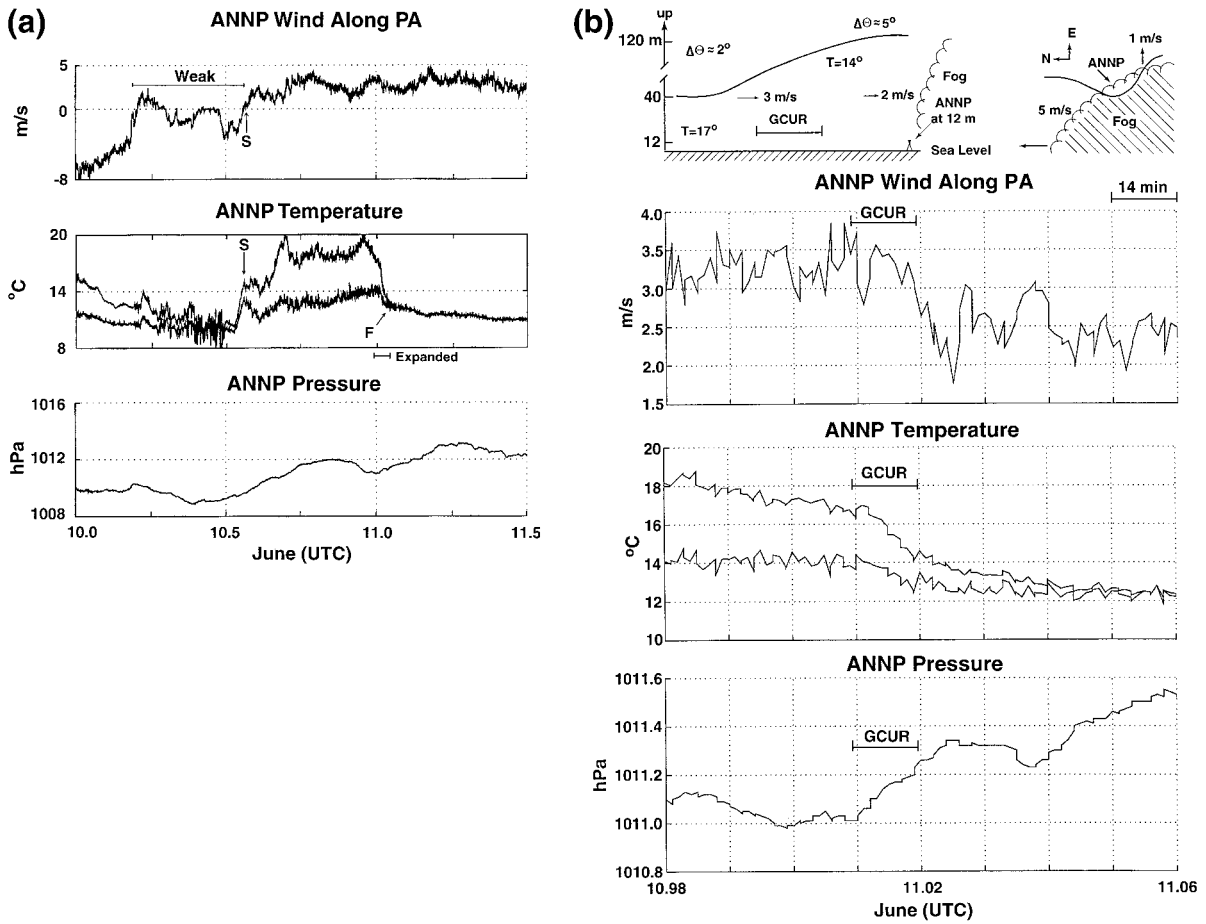 (a)
ANNP Wind Along PA
5
0
-8
m/s
Weak
S
ANNP Temperature
20
14
8
°C
S
F
Expanded
ANNP Pressure
1016
1012
1008
hPa
10.0 10.5 11.0 11.5
June (UTC)
(b)
up
120 m
40
12
ΔΘ≈2°
ΔΘ≈5°
T=14°
3 m/s
2 m/s
GCUR
T=17°
Fog
ANNP
at 12 m
Sea Level
E
N
1 m/s
ANNP
5 m/s
Fog
ANNP Wind Along PA
14 min
GCUR
4.0
3.5
3.0
2.5
2.0
1.5
m/s
ANNP Temperature
GCUR
20
18
16
14
12
10
°C
ANNP Pressure
GCUR
1011.6
1011.4
1011.2
1011.0
1010.8
hPa
10.98 11.02 11.06
June (UTC)